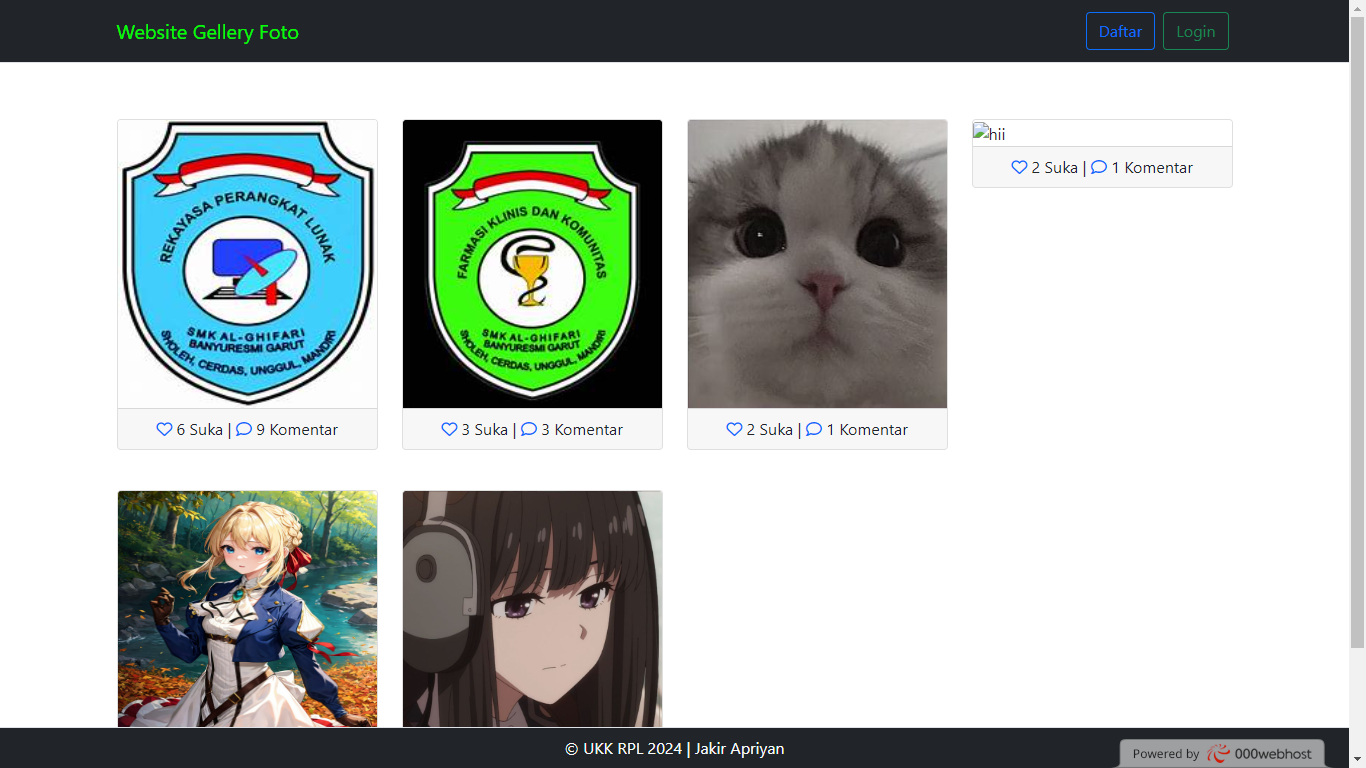 Website Gellery Foto
Daftar
Login
REKAYASA PERANGKAT LUNAK
SMK AL-GHIFARI
BANYURESMI GARUT
SHOLEH, CERDAS, UNGGUL, MANDIRI
FARMASI KLINIS DAN KOMUNITAS
SMK AL-GHIFARI
BANYURESMI GARUT
SHOLEH, CERDAS, UNGGUL, MANDIRI
hii
2 Suka | 1 Komentar
6 Suka | 9 Komentar
3 Suka | 3 Komentar
2 Suka | 1 Komentar
© UKK RPL 2024 | Jakir Apriyan
Powered by 000webhost